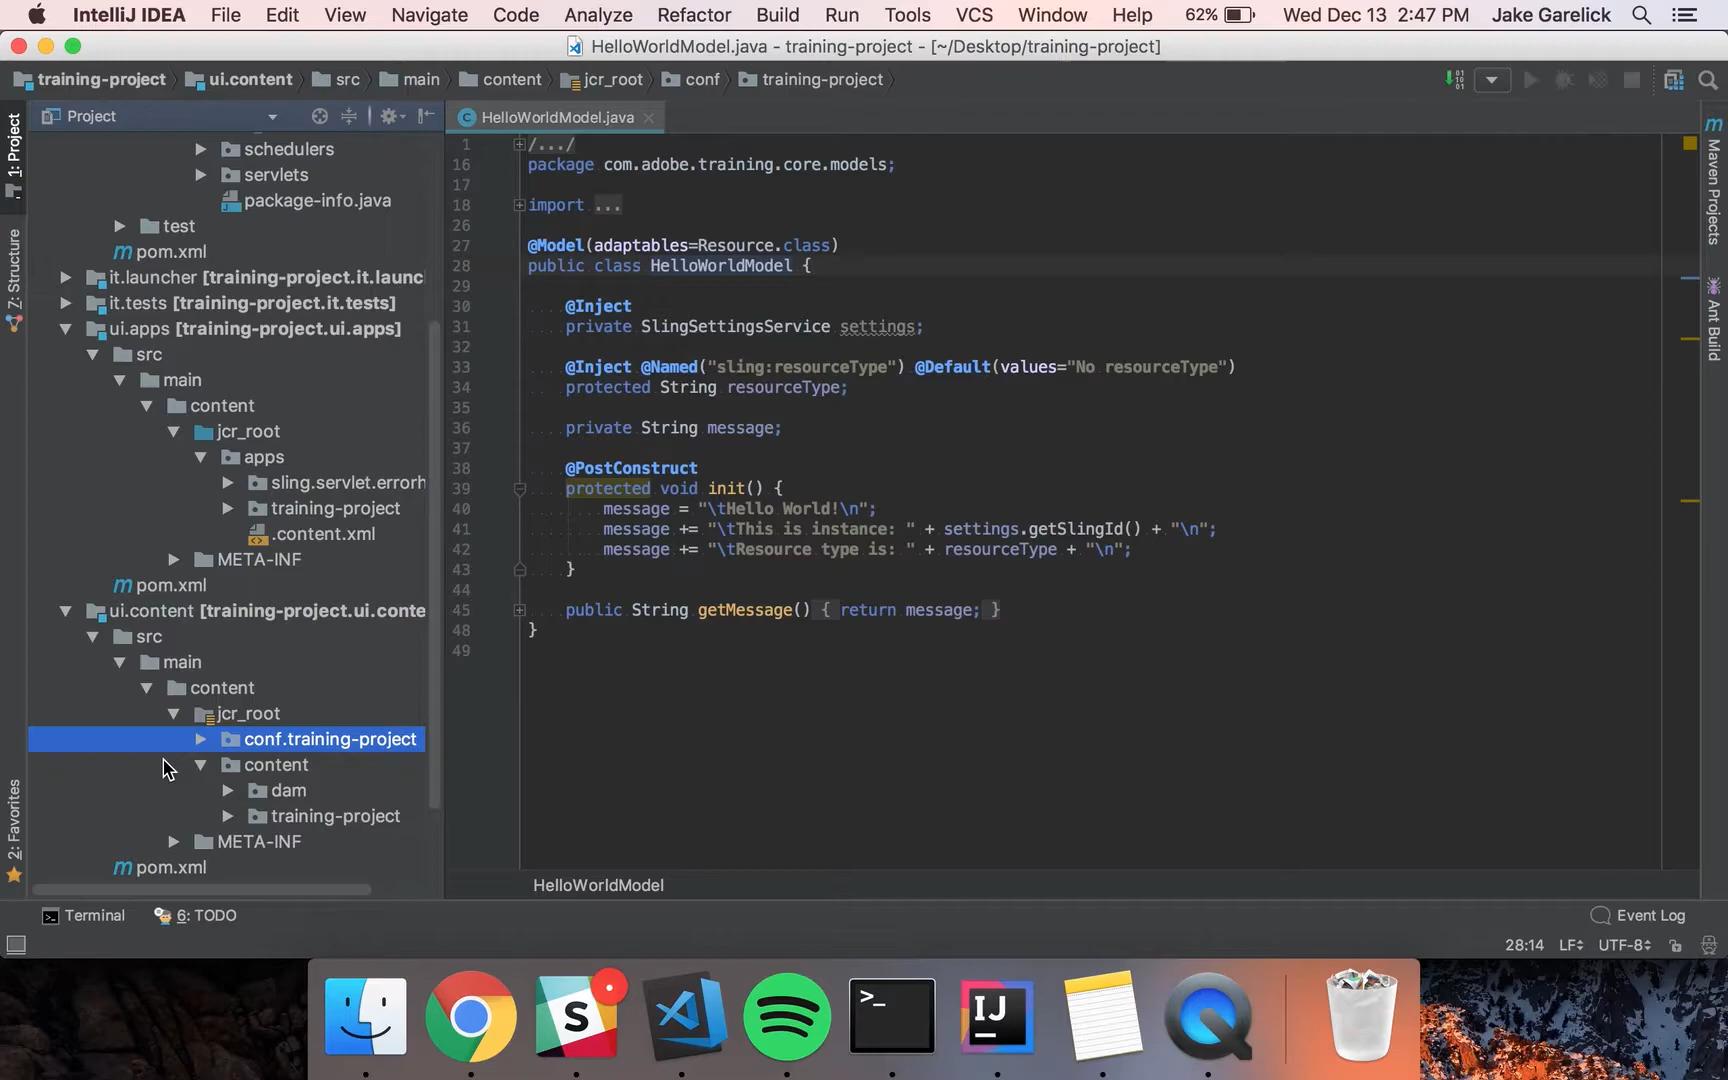 IntelliJ IDEA File Edit View Navigate Code Analyze Refactor Build Run Tools VCS Window Help 62% Wed Dec 13 2:47 PM Jake Garelick
HelloWorldModel.java - training-project - [~/Desktop/training-project]
training-project ui.content src main content jcr_root conf training-project
1: Project
7: Structure
2: Favorites
Project
schedulers
servlets
package-info.java
test
pom.xml
it.launcher [training-project.it.launc
it.tests [training-project.it.tests]
ui.apps [training-project.ui.apps]
src
main
content
jcr_root
apps
sling.servlet.errorh
training-project
.content.xml
META-INF
pom.xml
ui.content [training-project.ui.conte
src
main
content
jcr_root
conf.training-project
content
dam
training-project
META-INF
pom.xml
HelloWorldModel.java
1 /.../
16 package com.adobe.training.core.models;
17
18 import ...
26
27 @Model(adaptables=Resource.class)
28 public class HelloWorldModel {
29
30 @Inject
31 private SlingSettingsService settings;
32
33 @Inject @Named("sling:resourceType") @Default(values="No resourceType")
34 protected String resourceType;
35
36 private String message;
37
38 @PostConstruct
39 protected void init() {
40 message = "\tHello World!\n";
41 message += "\tThis is instance: " + settings.getSlingId() + "\n";
42 message += "\tResource type is: " + resourceType + "\n";
43 }
44
45 public String getMessage() { return message; }
48 }
49
HelloWorldModel
Maven Projects
Ant Build
Terminal 6: TODO Event Log
28:14 LF UTF-8
S
>_
IJ